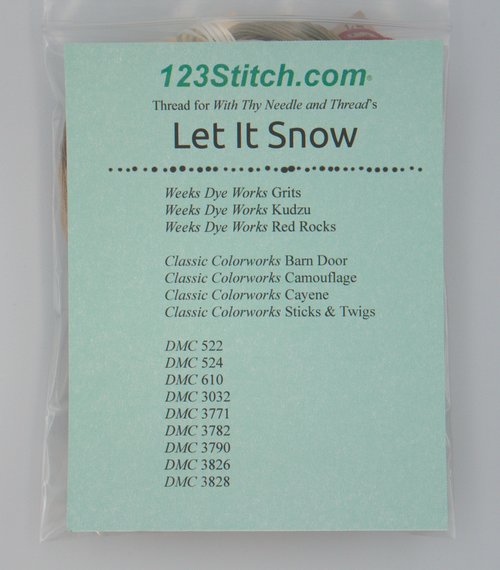 123Stitch.com
Thread for With Thy Needle and Thread's
Let It Snow
Weeks Dye Works Grits
Weeks Dye Works Kudzu
Weeks Dye Works Red Rocks
Classic Colorworks Barn Door
Classic Colorworks Camouflage
Classic Colorworks Cayene
Classic Colorworks Sticks & Twigs
DMC 522
DMC 524
DMC 610
DMC 3032
DMC 3771
DMC 3782
DMC 3790
DMC 3826
DMC 3828